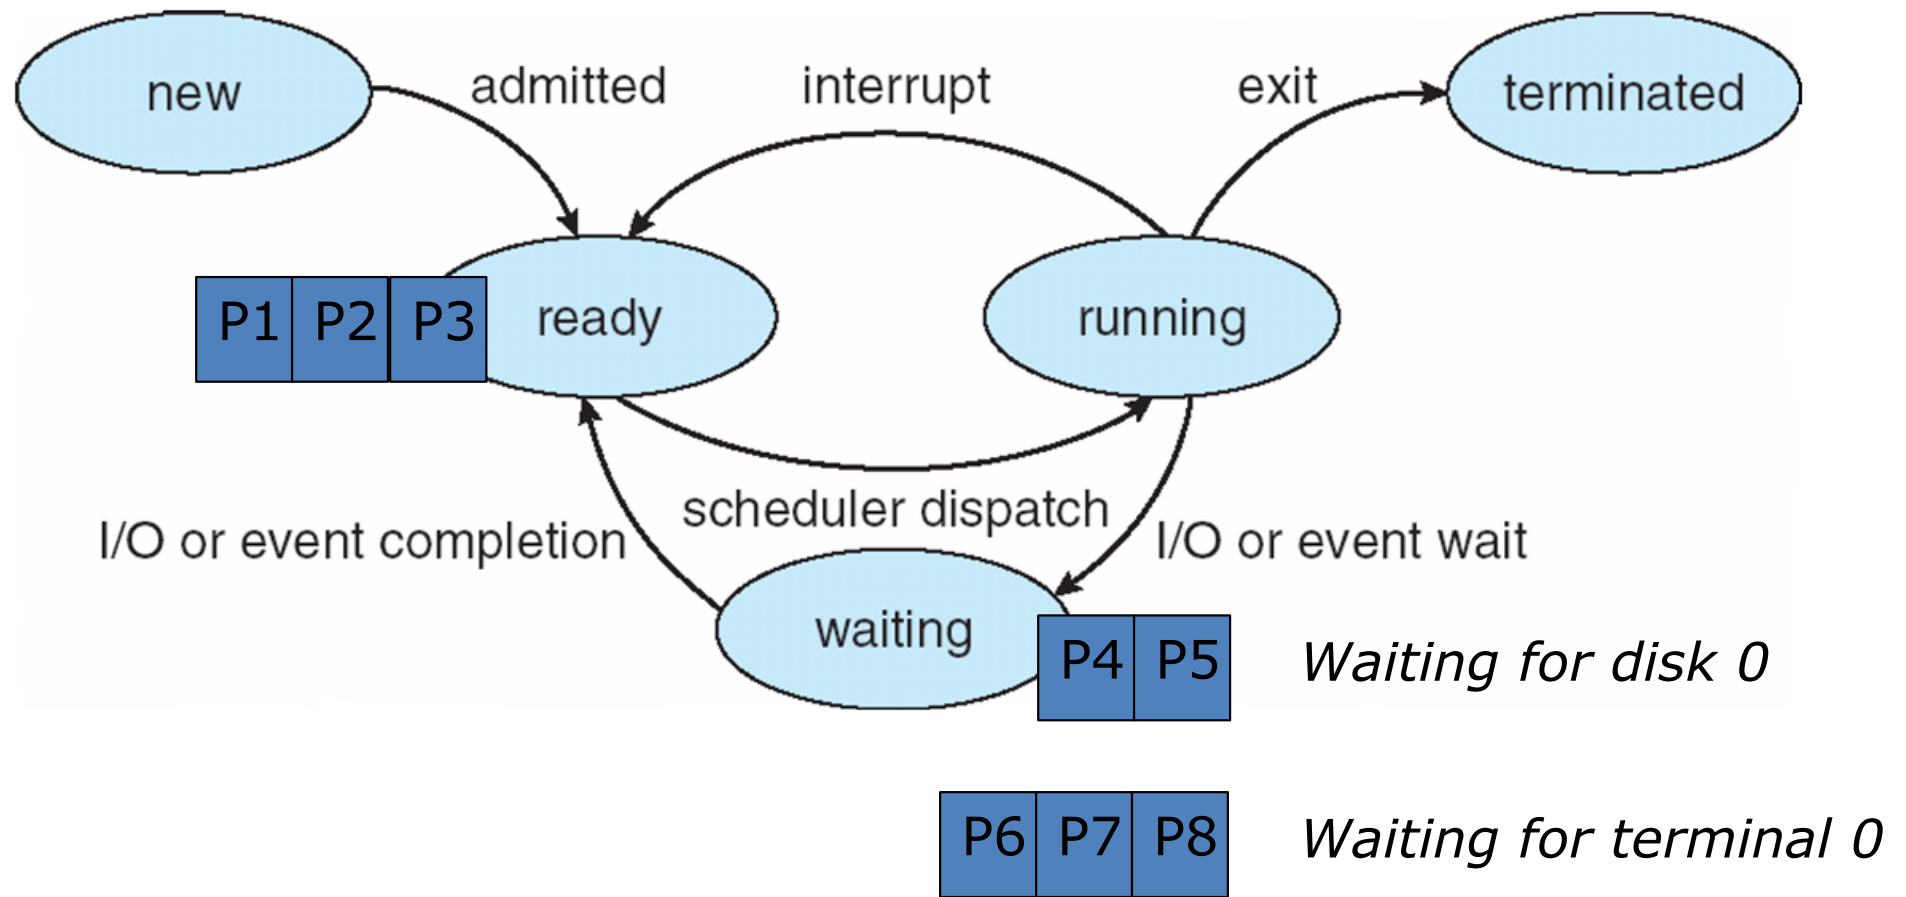 new
admitted
interrupt
exit
terminated
P1 P2 P3
ready
running
scheduler dispatch
I/O or event completion
I/O or event wait
waiting
P4 P5
Waiting for disk 0
P6 P7 P8
Waiting for terminal 0